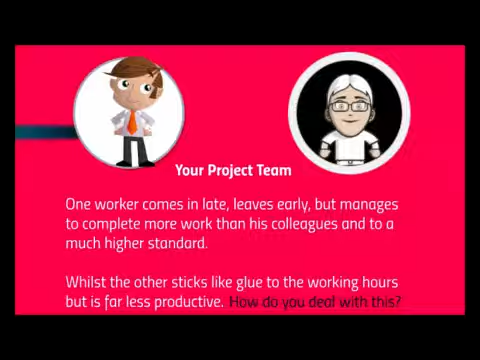 Your Project Team
One worker comes in late, leaves early, but manages
to complete more work than his colleagues and to a
much higher standard.
Whilst the other sticks like glue to the working hours
but is far less productive. How do you deal with this?